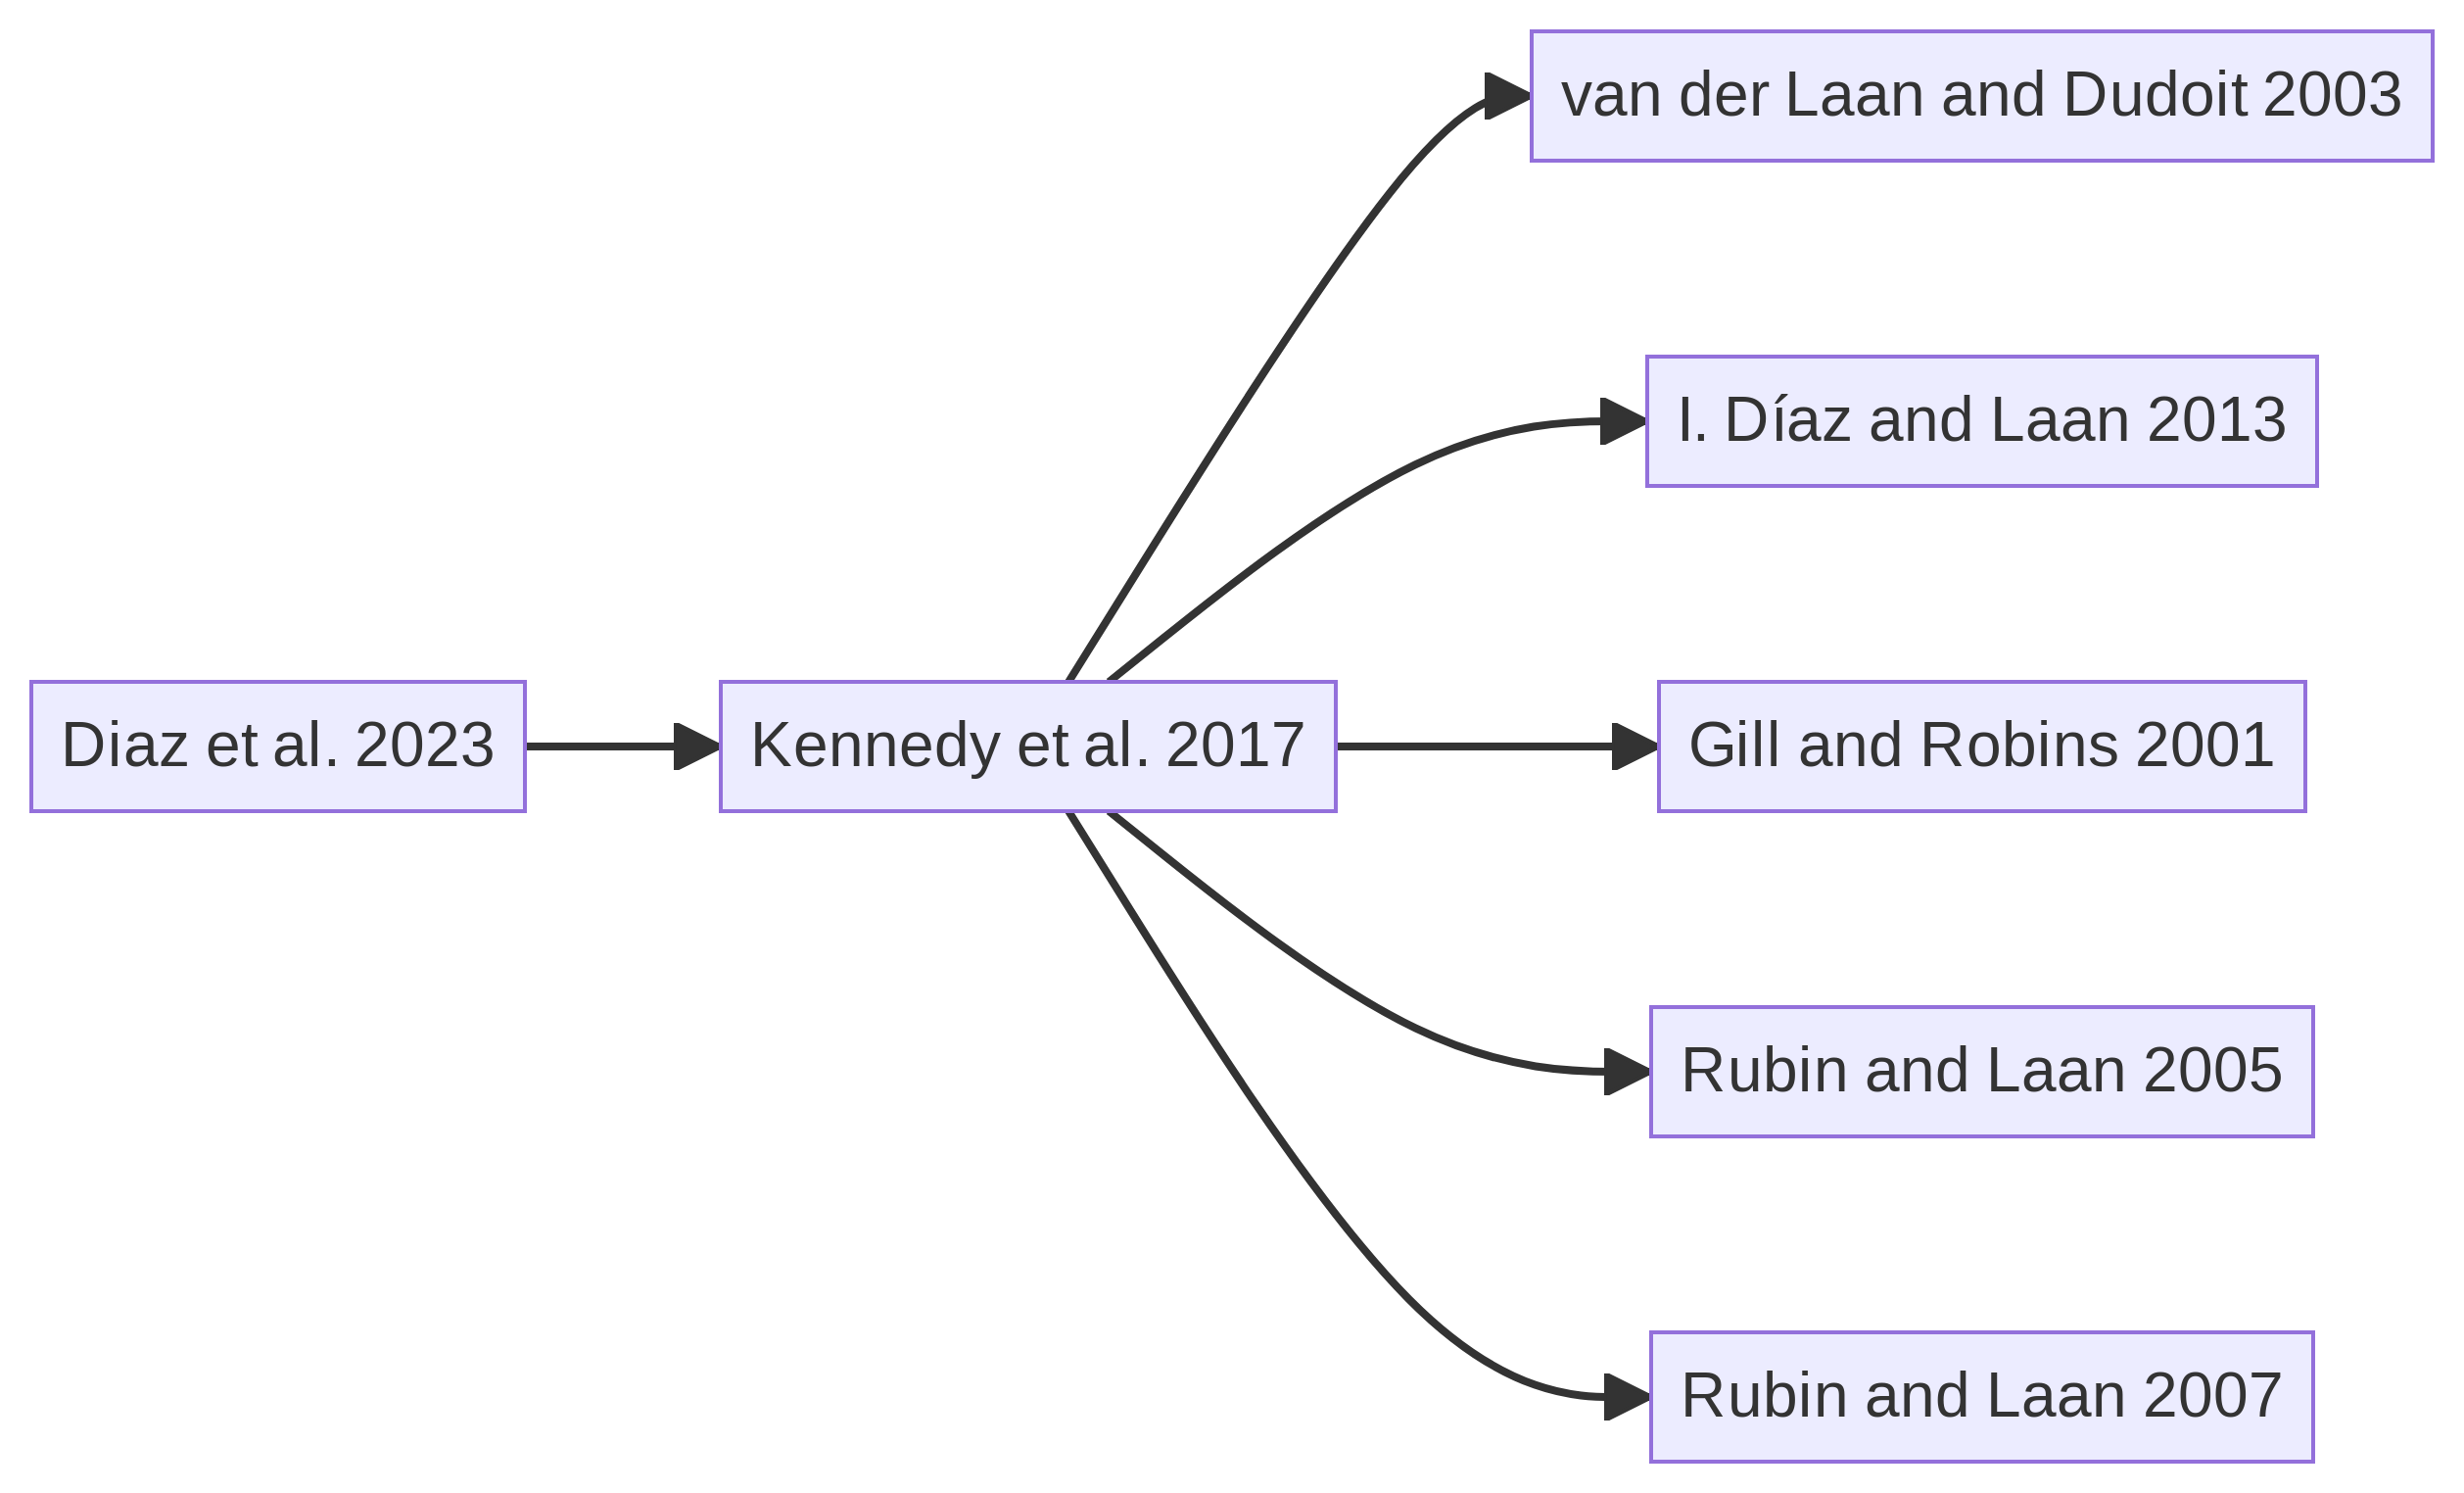 van der Laan and Dudoit 2003
I. Díaz and Laan 2013
Diaz et al. 2023
Kennedy et al. 2017
Gill and Robins 2001
Rubin and Laan 2005
Rubin and Laan 2007